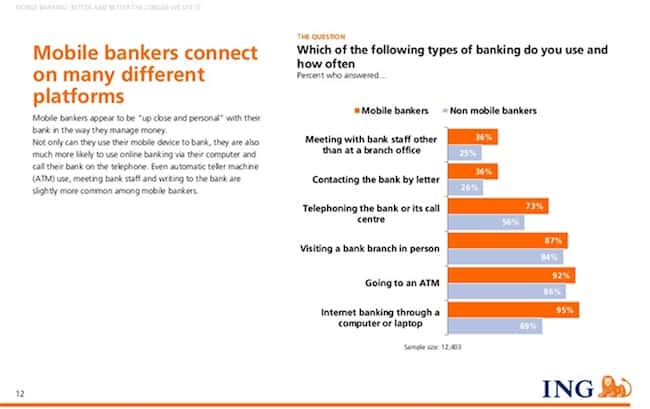 MOBILE BANKING: BETTER AND BETTER THE LONGER WE USE IT
Mobile bankers connect
on many different
platforms
Mobile bankers appear to be "up close and personal" with their
bank in the way they manage money.
Not only can they use their mobile device to bank, they are also
much more likely to use online banking via their computer and
call their bank on the telephone. Even automatic teller machine
(ATM) use, meeting bank staff and writing to the bank are
slightly more common among mobile bankers.
THE QUESTION
Which of the following types of banking do you use and
how often
Percent who answered...
Mobile bankers
Non mobile bankers
Meeting with bank staff other
than at a branch office
36%
25%
Contacting the bank by letter
36%
26%
Telephoning the bank or its call
centre
73%
56%
Visiting a bank branch in person
87%
84%
Going to an ATM
92%
86%
Internet banking through a
computer or laptop
95%
69%
Sample size: 12,403
12
ING